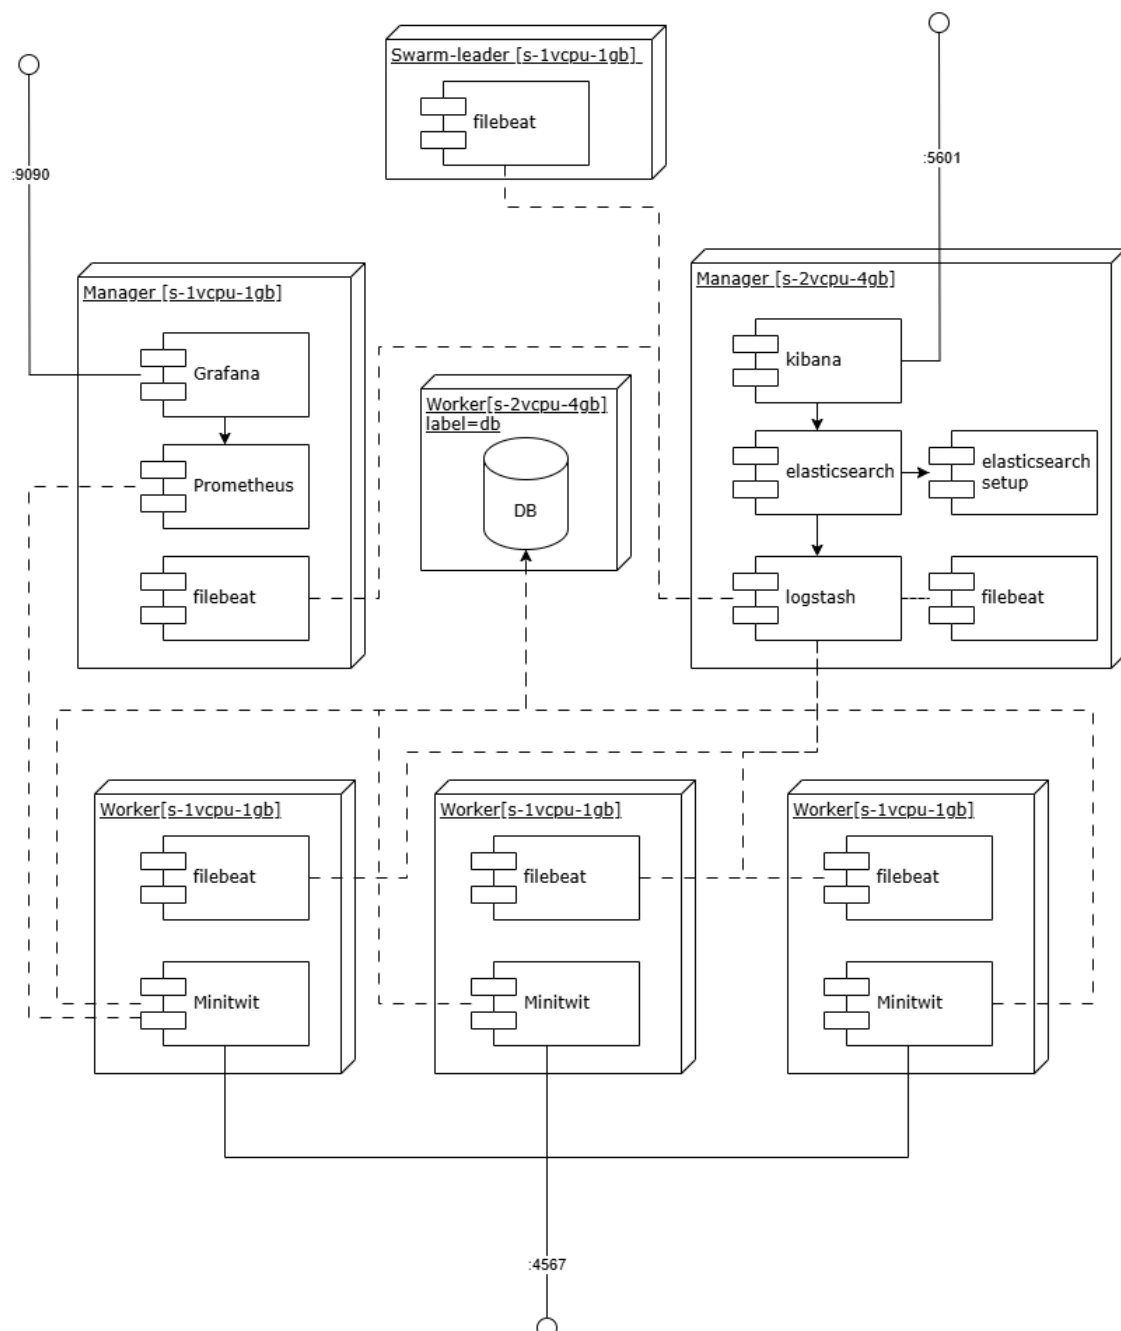 Swarm-leader [s-1vcpu-1gb]
filebeat
:9090
:5601
Manager [s-1vcpu-1gb]
Grafana
Prometheus
filebeat
Worker[s-2vcpu-4gb]
label=db
DB
Manager [s-2vcpu-4gb]
kibana
elasticsearch
elasticsearch
setup
logstash
filebeat
Worker[s-1vcpu-1gb]
filebeat
Minitwit
Worker[s-1vcpu-1gb]
filebeat
Minitwit
Worker[s-1vcpu-1gb]
filebeat
Minitwit
:4567